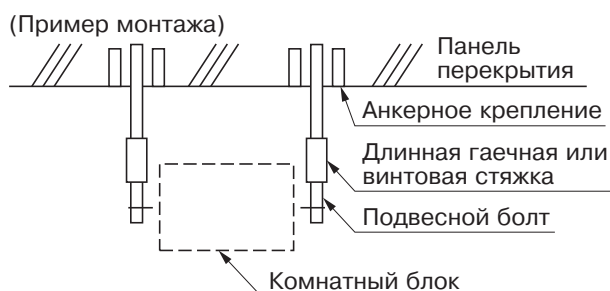 (Пример монтажа)
Панель
перекрытия
Анкерное крепление
Длинная гаечная или
винтовая стяжка
Подвесной болт
Комнатный блок